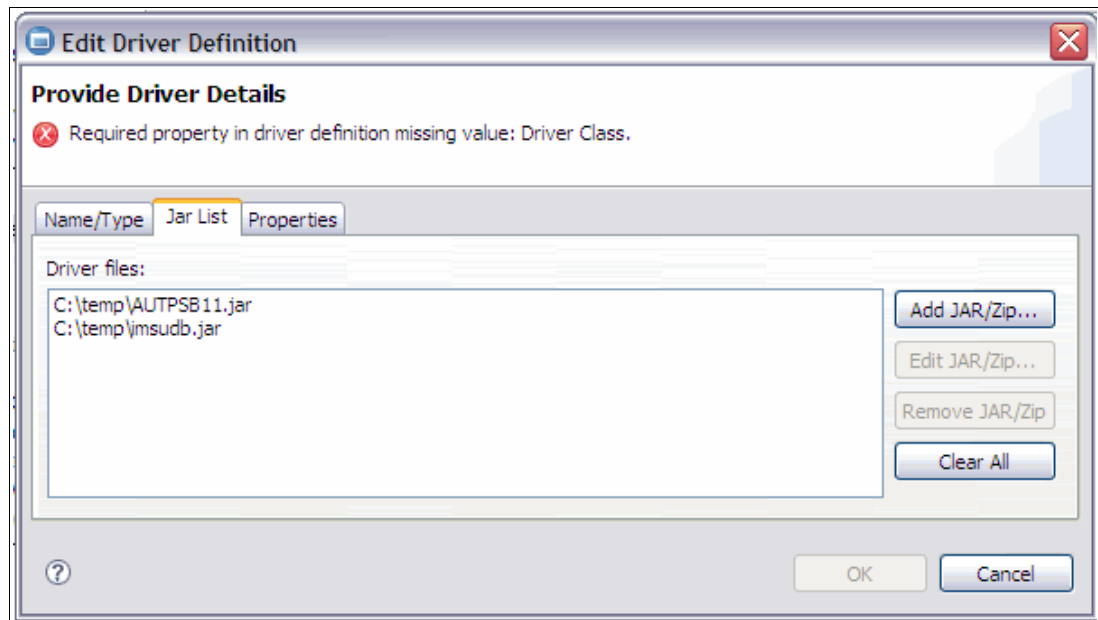 Edit Driver Definition
Provide Driver Details
Required property in driver definition missing value: Driver Class.
Name/Type Jar List Properties
Driver files:
C:\temp\AUTPSB11.jar
C:\temp\imsudb.jar
Add JAR/Zip...
Edit JAR/Zip...
Remove JAR/Zip
Clear All
?
OK Cancel